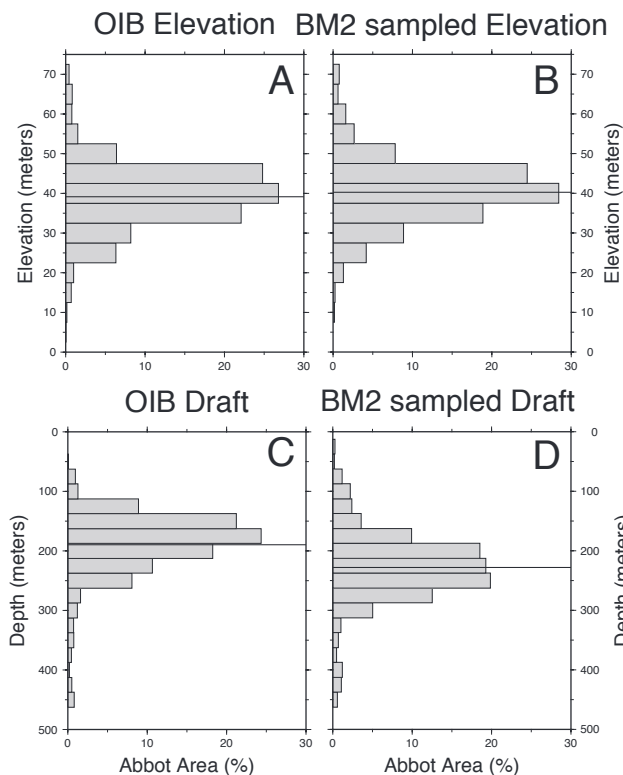 OIB Elevation BM2 sampled Elevation
A
B
Elevation (meters)
70
60
50
40
30
20
10
0
0 10 20 30
70
60
50
40
30
20
10
0
Elevation (meters)
0 10 20 30
OIB Draft BM2 sampled Draft
C
D
Depth (meters)
0
100
200
300
400
500
0 10 20 30
Abbot Area (%)
0
100
200
300
400
500
Depth (meters)
0 10 20 30
Abbot Area (%)